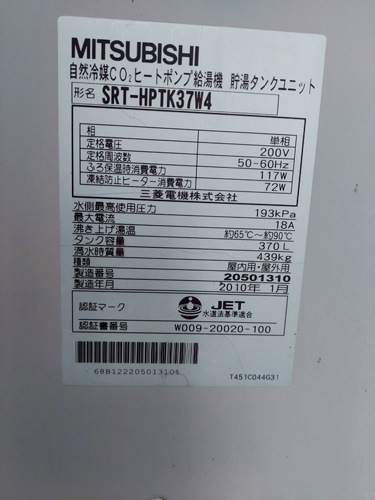 MITSUBISHI
自然冷媒CO₂ヒートポンプ給湯機 貯湯タンクユニット
形名 SRT-HPTK37W4
相 単相
定格電圧 200V
定格周波数 50-60Hz
ふろ保温時消費電力 117W
凍結防止ヒーター消費電力 72W
三菱電機株式会社
水側最高使用圧力 193kPa
最大電流 18A
沸き上げ湯温 約65℃～約90℃
タンク容量 370L
満水時質量 439kg
種類 屋内用・屋外用
製造番号 20501310
製造年月 2010年 1月
認証マーク JET
水道法基準適合
認証書番号 W009-20020-100
T451C044G31